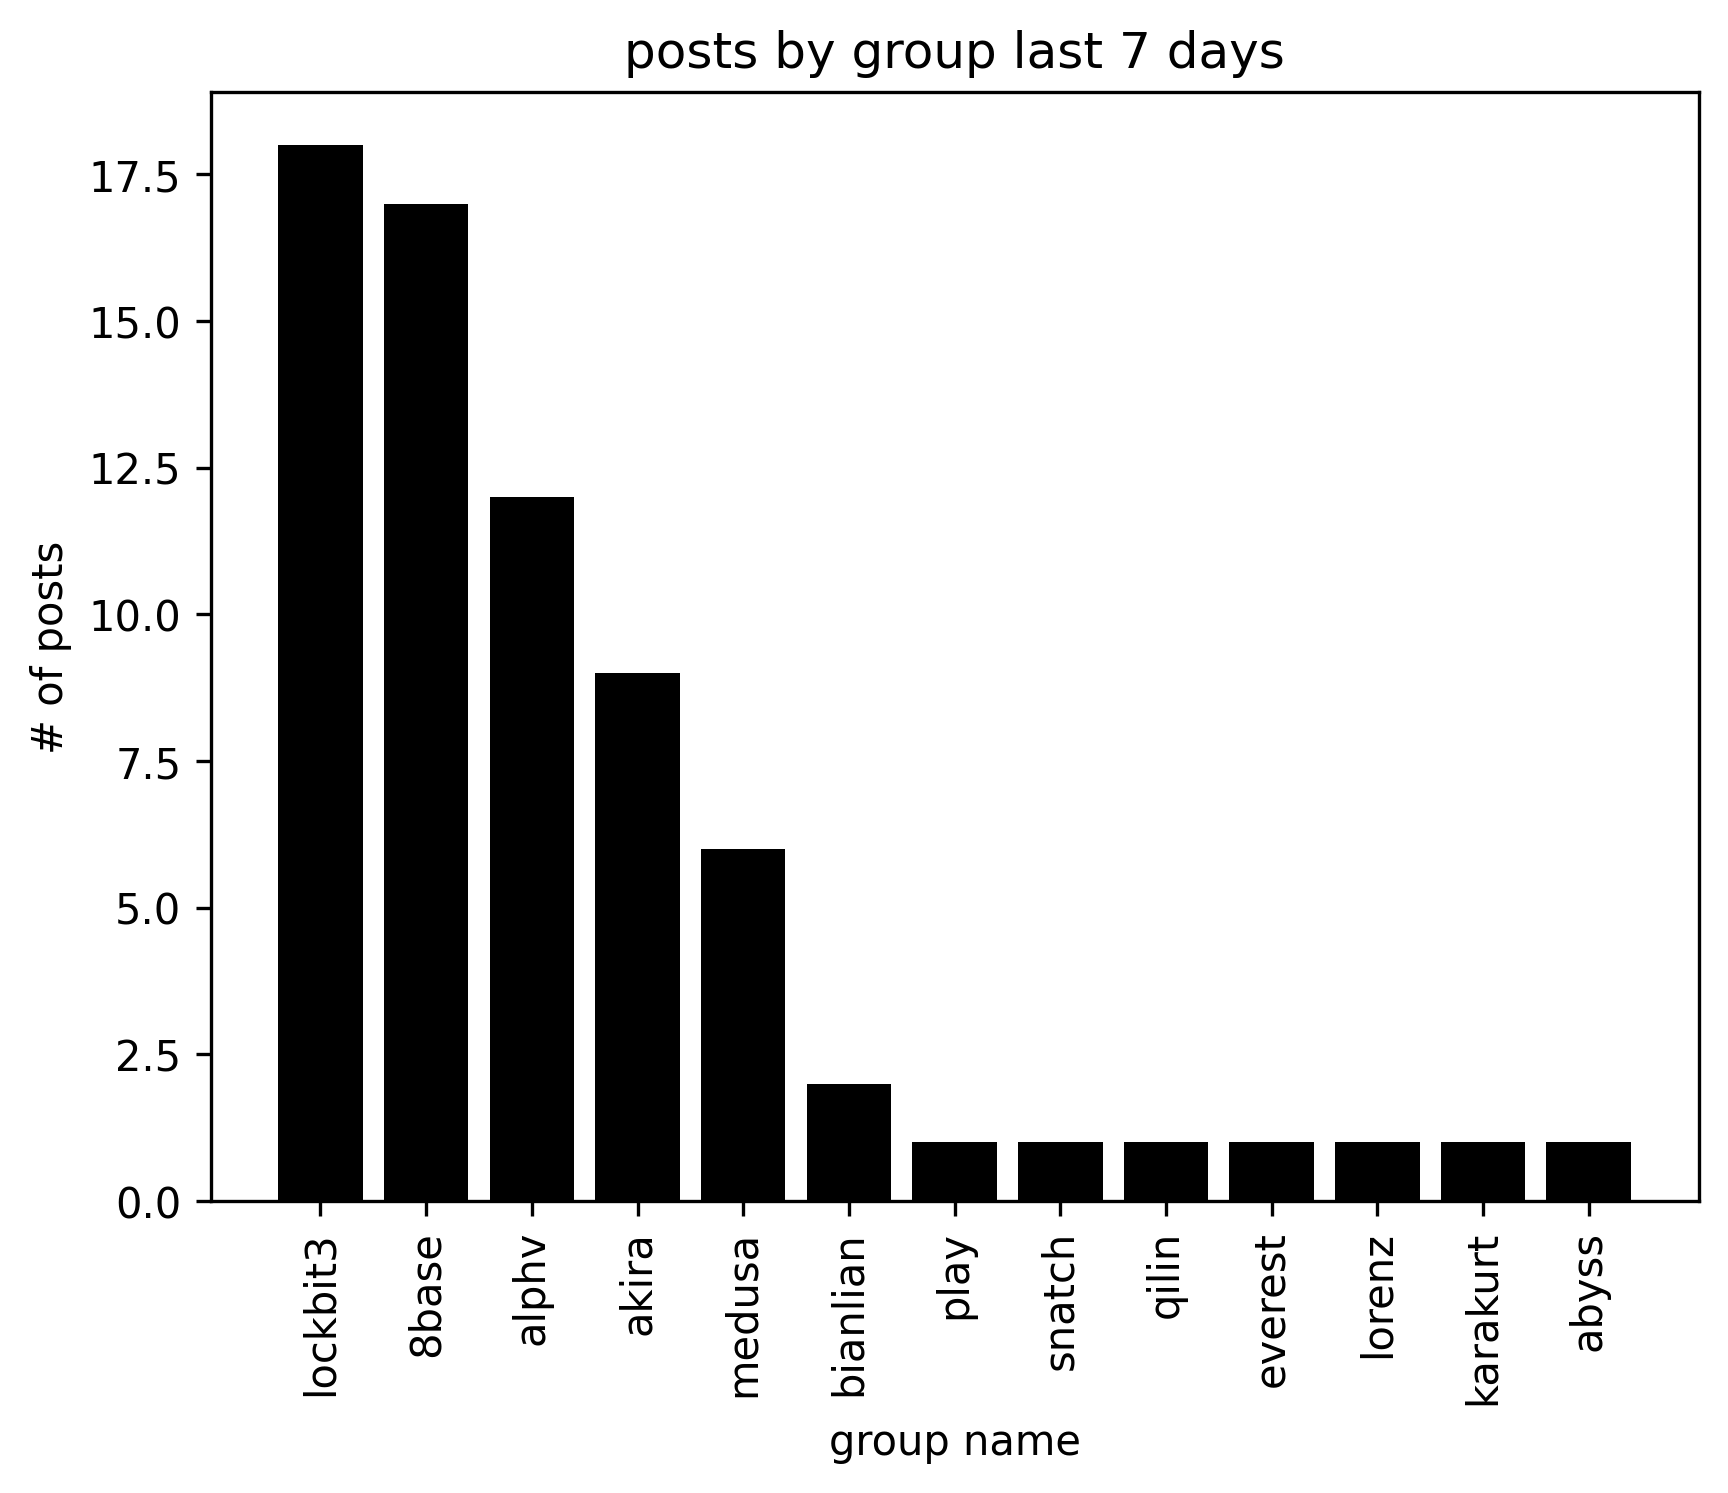 posts by group last 7 days
# of posts
17.5
15.0
12.5
10.0
7.5
5.0
2.5
0.0
lockbit3
8base
alphv
akira
medusa
bianlian
play
snatch
qilin
everest
lorenz
karakurt
abyss
group name